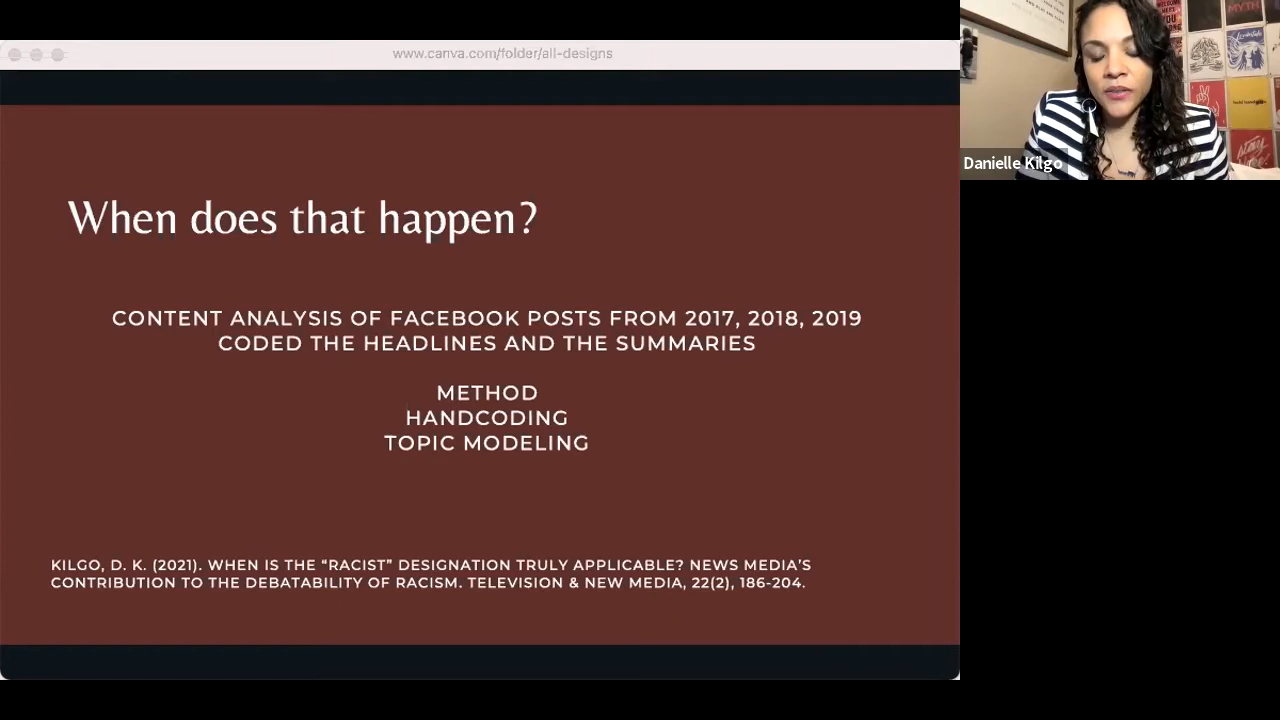 www.canva.com/folder/all-designs
When does that happen?
CONTENT ANALYSIS OF FACEBOOK POSTS FROM 2017, 2018, 2019
CODED THE HEADLINES AND THE SUMMARIES
METHOD
HANDCODING
TOPIC MODELING
KILGO, D. K. (2021). WHEN IS THE “RACIST” DESIGNATION TRULY APPLICABLE? NEWS MEDIA’S
CONTRIBUTION TO THE DEBATABILITY OF RACISM. TELEVISION & NEW MEDIA, 22(2), 186-204.
MYTH
stay
Danielle Kilgo